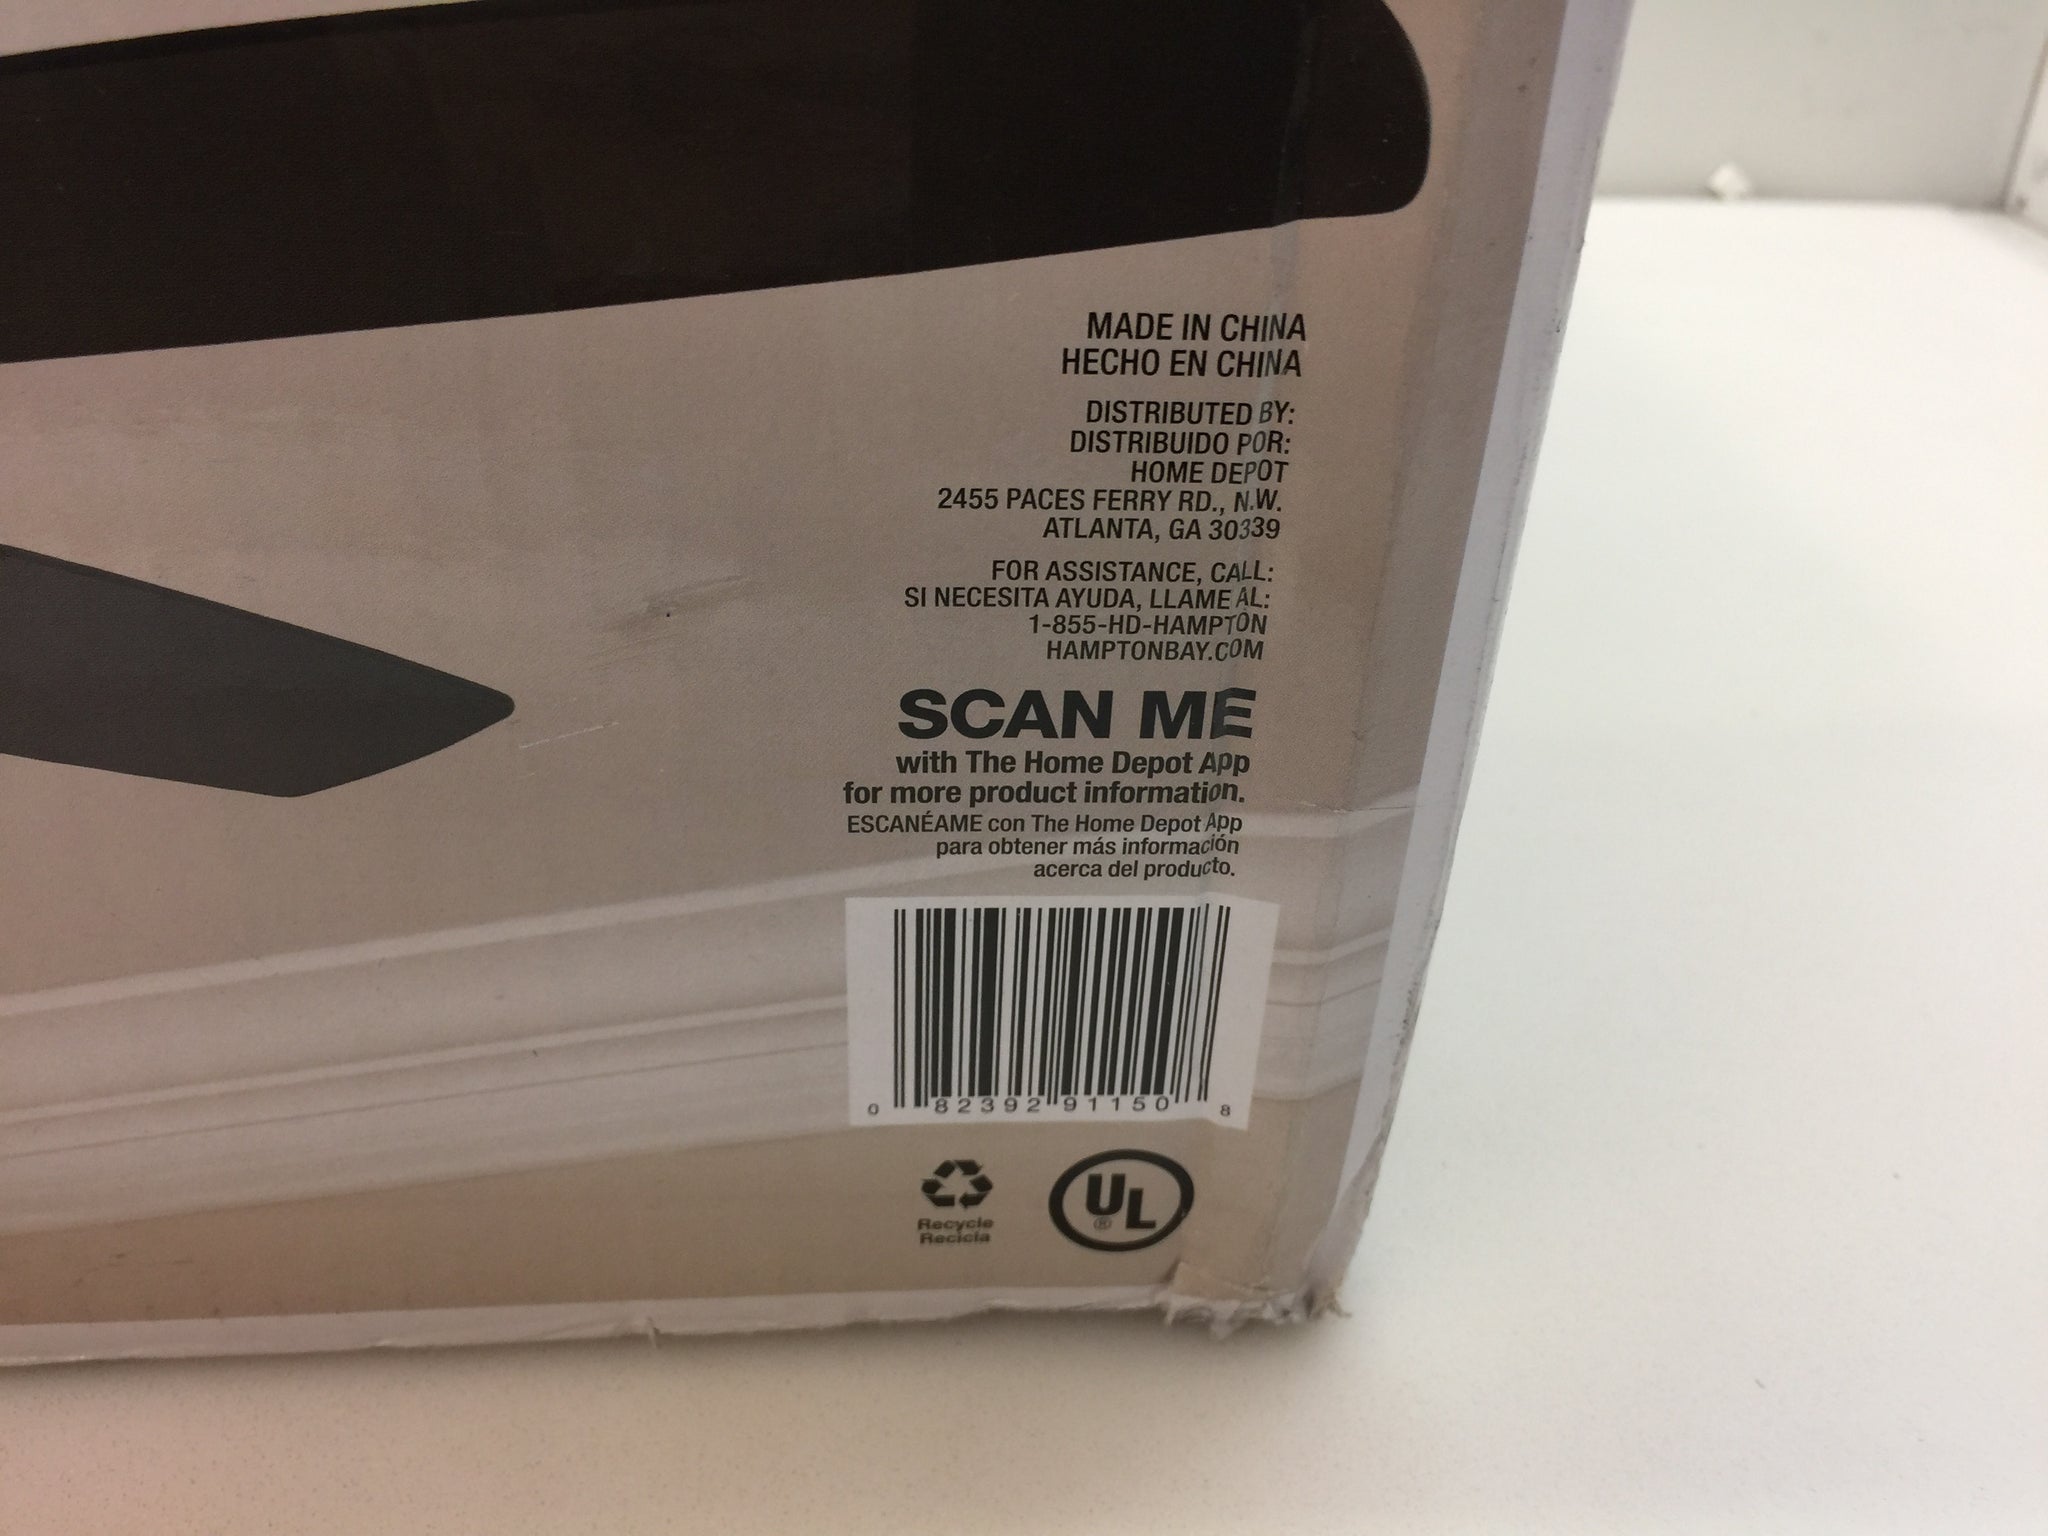 MADE IN CHINA
HECHO EN CHINA
DISTRIBUTED BY:
DISTRIBUIDO POR:
HOME DEPOT
2455 PACES FERRY RD., N.W.
ATLANTA, GA 30339
FOR ASSISTANCE, CALL:
SI NECESITA AYUDA, LLAME AL:
1-855-HD-HAMPTON
HAMPTONBAY.COM
SCAN ME
with The Home Depot App
for more product information.
ESCANÉAME con The Home Depot App
para obtener más información
acerca del producto.
0 82392 91150 8
Recycle
Recicla
UL ®